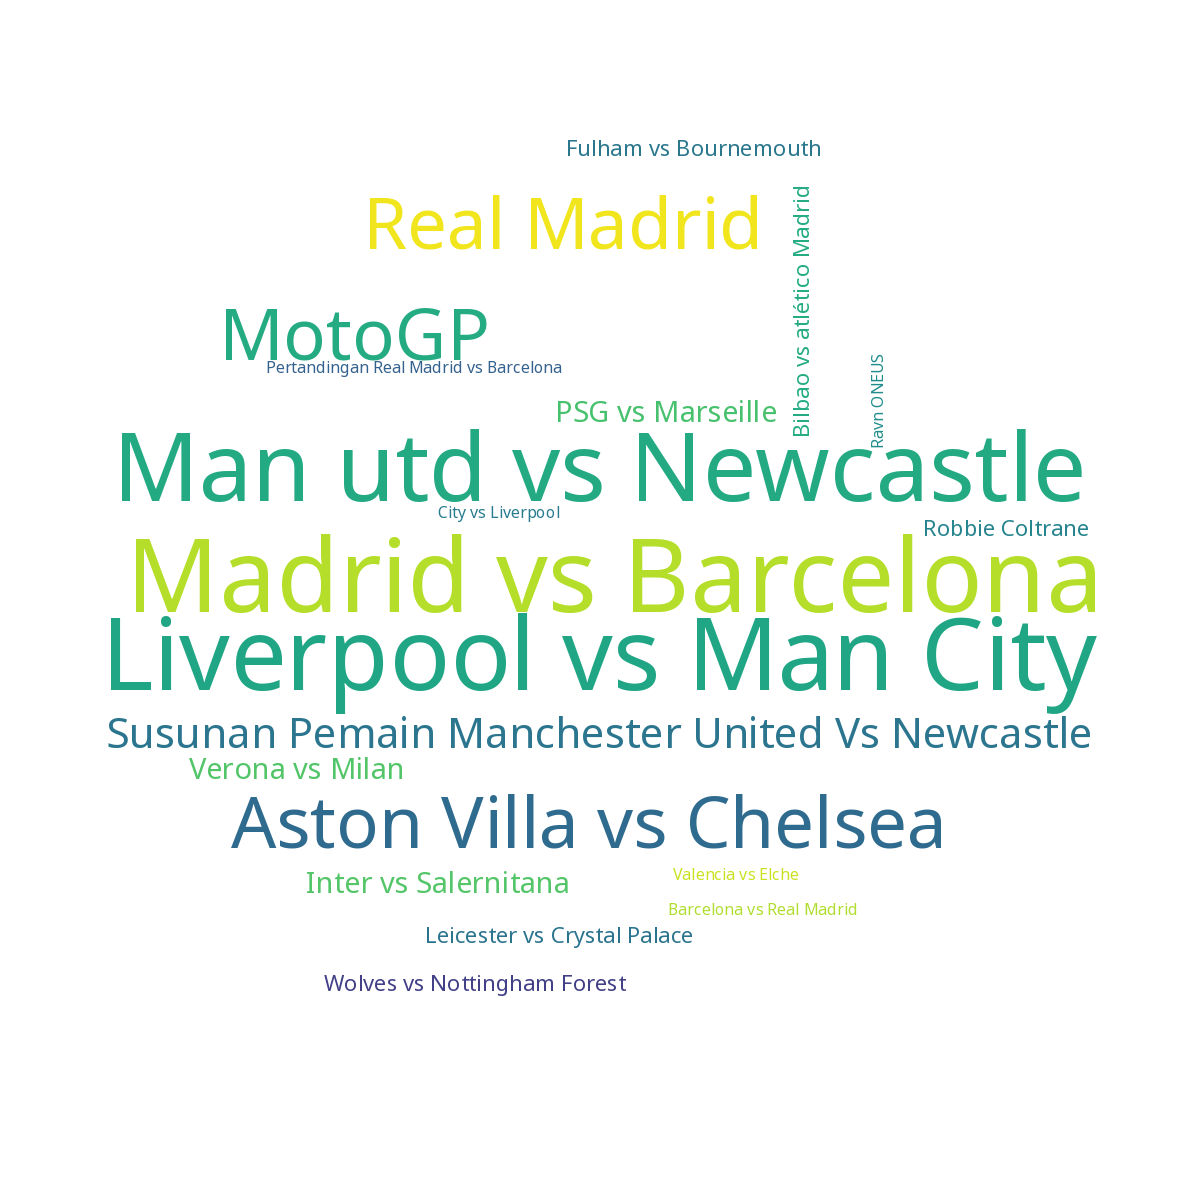 Fulham vs Bournemouth
Real Madrid
Bilbao vs atlético Madrid
MotoGP
Pertandingan Real Madrid vs Barcelona
Ravn ONEUS
PSG vs Marseille
Man utd vs Newcastle
City vs Liverpool
Robbie Coltrane
Madrid vs Barcelona
Liverpool vs Man City
Susunan Pemain Manchester United Vs Newcastle
Verona vs Milan
Aston Villa vs Chelsea
Inter vs Salernitana
Valencia vs Elche
Barcelona vs Real Madrid
Leicester vs Crystal Palace
Wolves vs Nottingham Forest